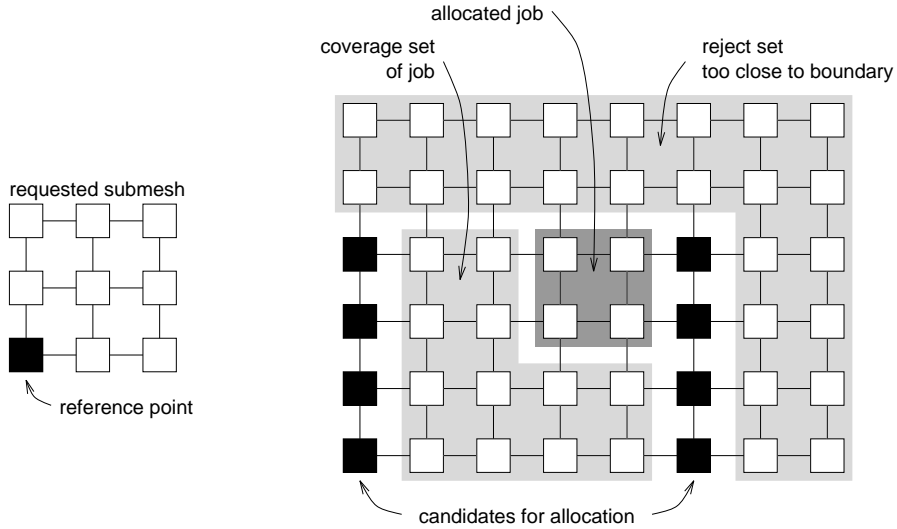 allocated job
coverage set
of job
reject set
too close to boundary
requested submesh
reference point
candidates for allocation